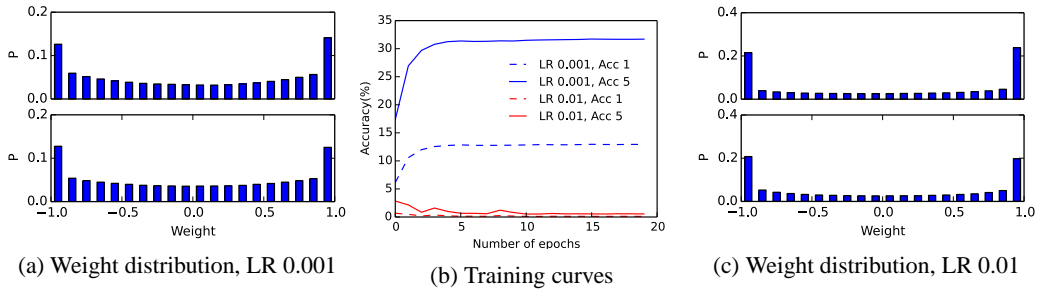 0.2
0.1
0.0
P
0.2
0.1
0.0
P
−1.0 −0.5 0.0 0.5 1.0
Weight
(a) Weight distribution, LR 0.001
35
30
25
20
15
10
5
0
Accuracy(%)
LR 0.001, Acc 1
LR 0.001, Acc 5
LR 0.01, Acc 1
LR 0.01, Acc 5
0 5 10 15 20
Number of epochs
(b) Training curves
0.4
0.2
0.0
P
0.4
0.2
0.0
P
−1.0 −0.5 0.0 0.5 1.0
Weight
(c) Weight distribution, LR 0.01